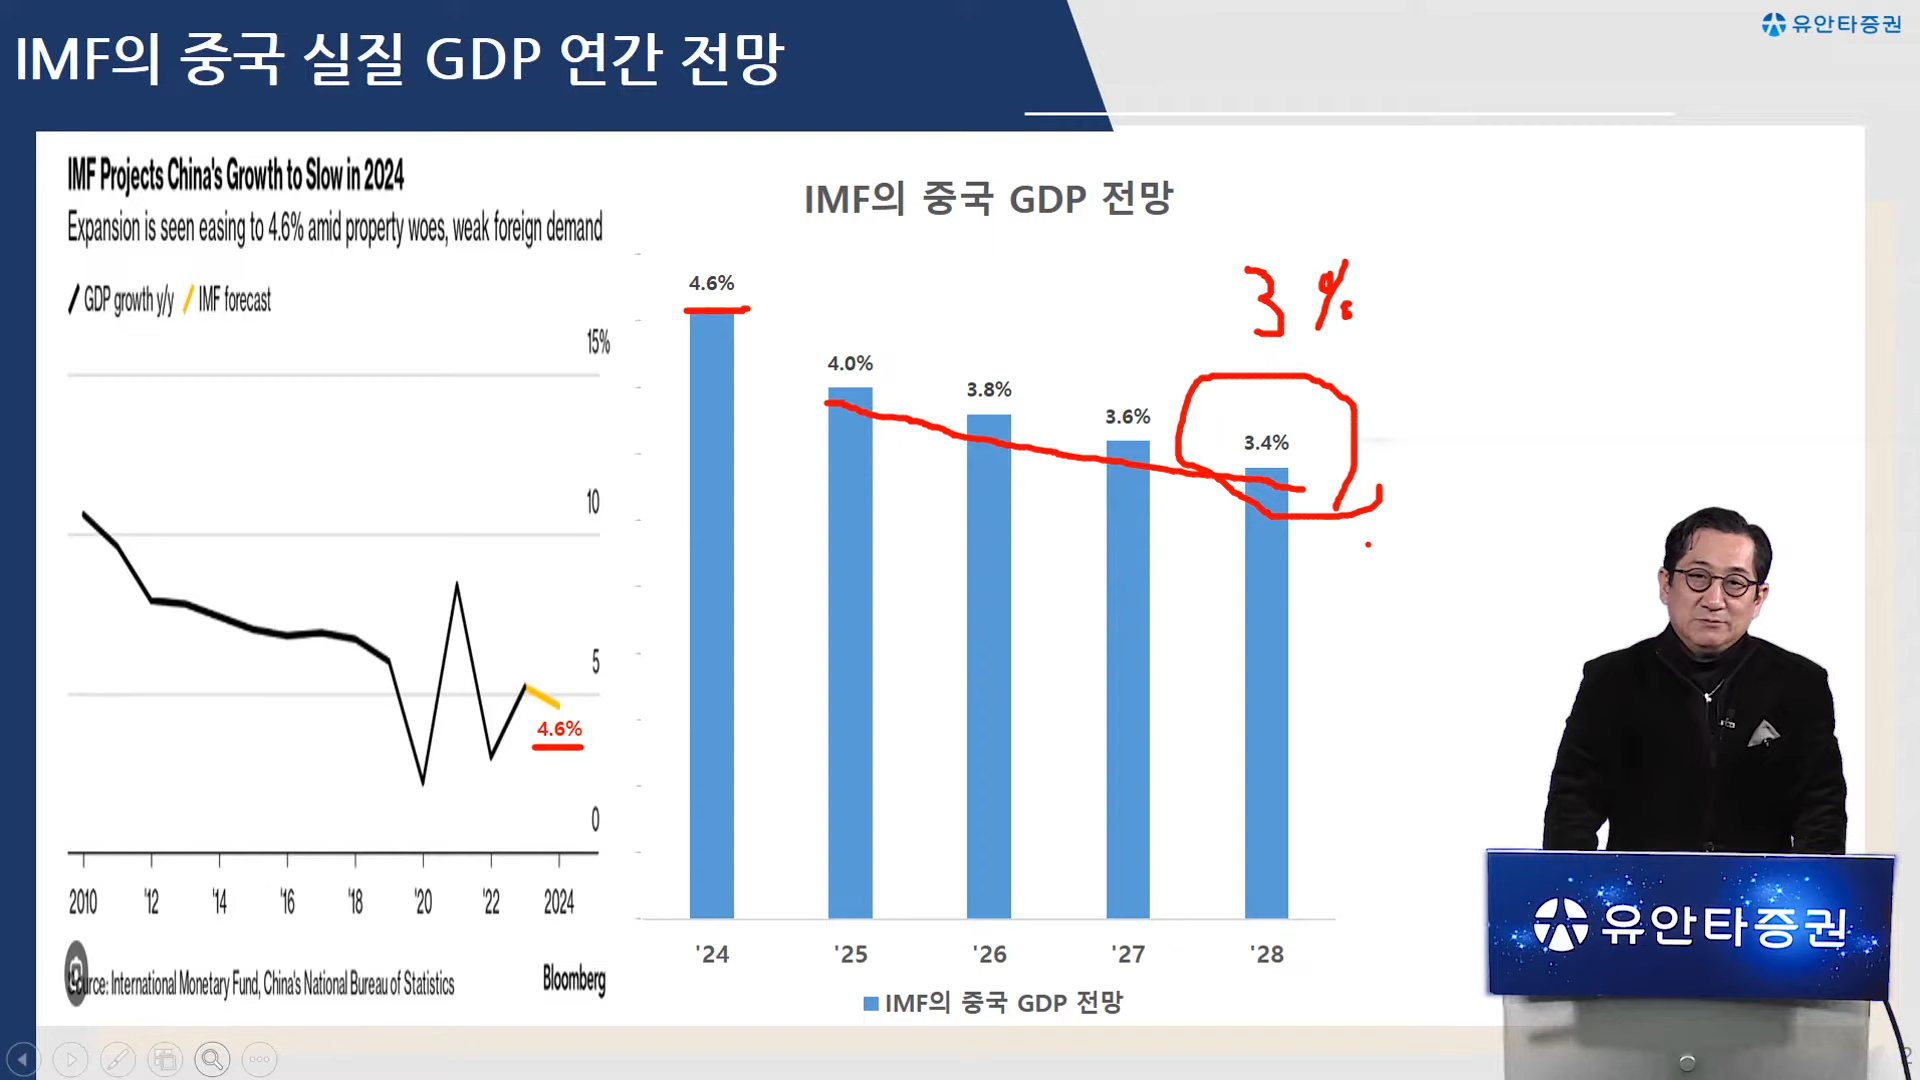 IMF의 중국 실질 GDP 연간 전망
유안타증권
IMF Projects China's Growth to Slow in 2024
Expansion is seen easing to 4.6% amid property woes, weak foreign demand
GDP growth y/y IMF forecast
15%
10
5
4.6%
0
2010 '12 '14 '16 '18 '20 '22 2024
Source: International Monetary Fund, China's National Bureau of Statistics
Bloomberg
IMF의 중국 GDP 전망
3%
4.6%
4.0%
3.8%
3.6%
3.4%
'24 '25 '26 '27 '28
IMF의 중국 GDP 전망
유안타증권
2